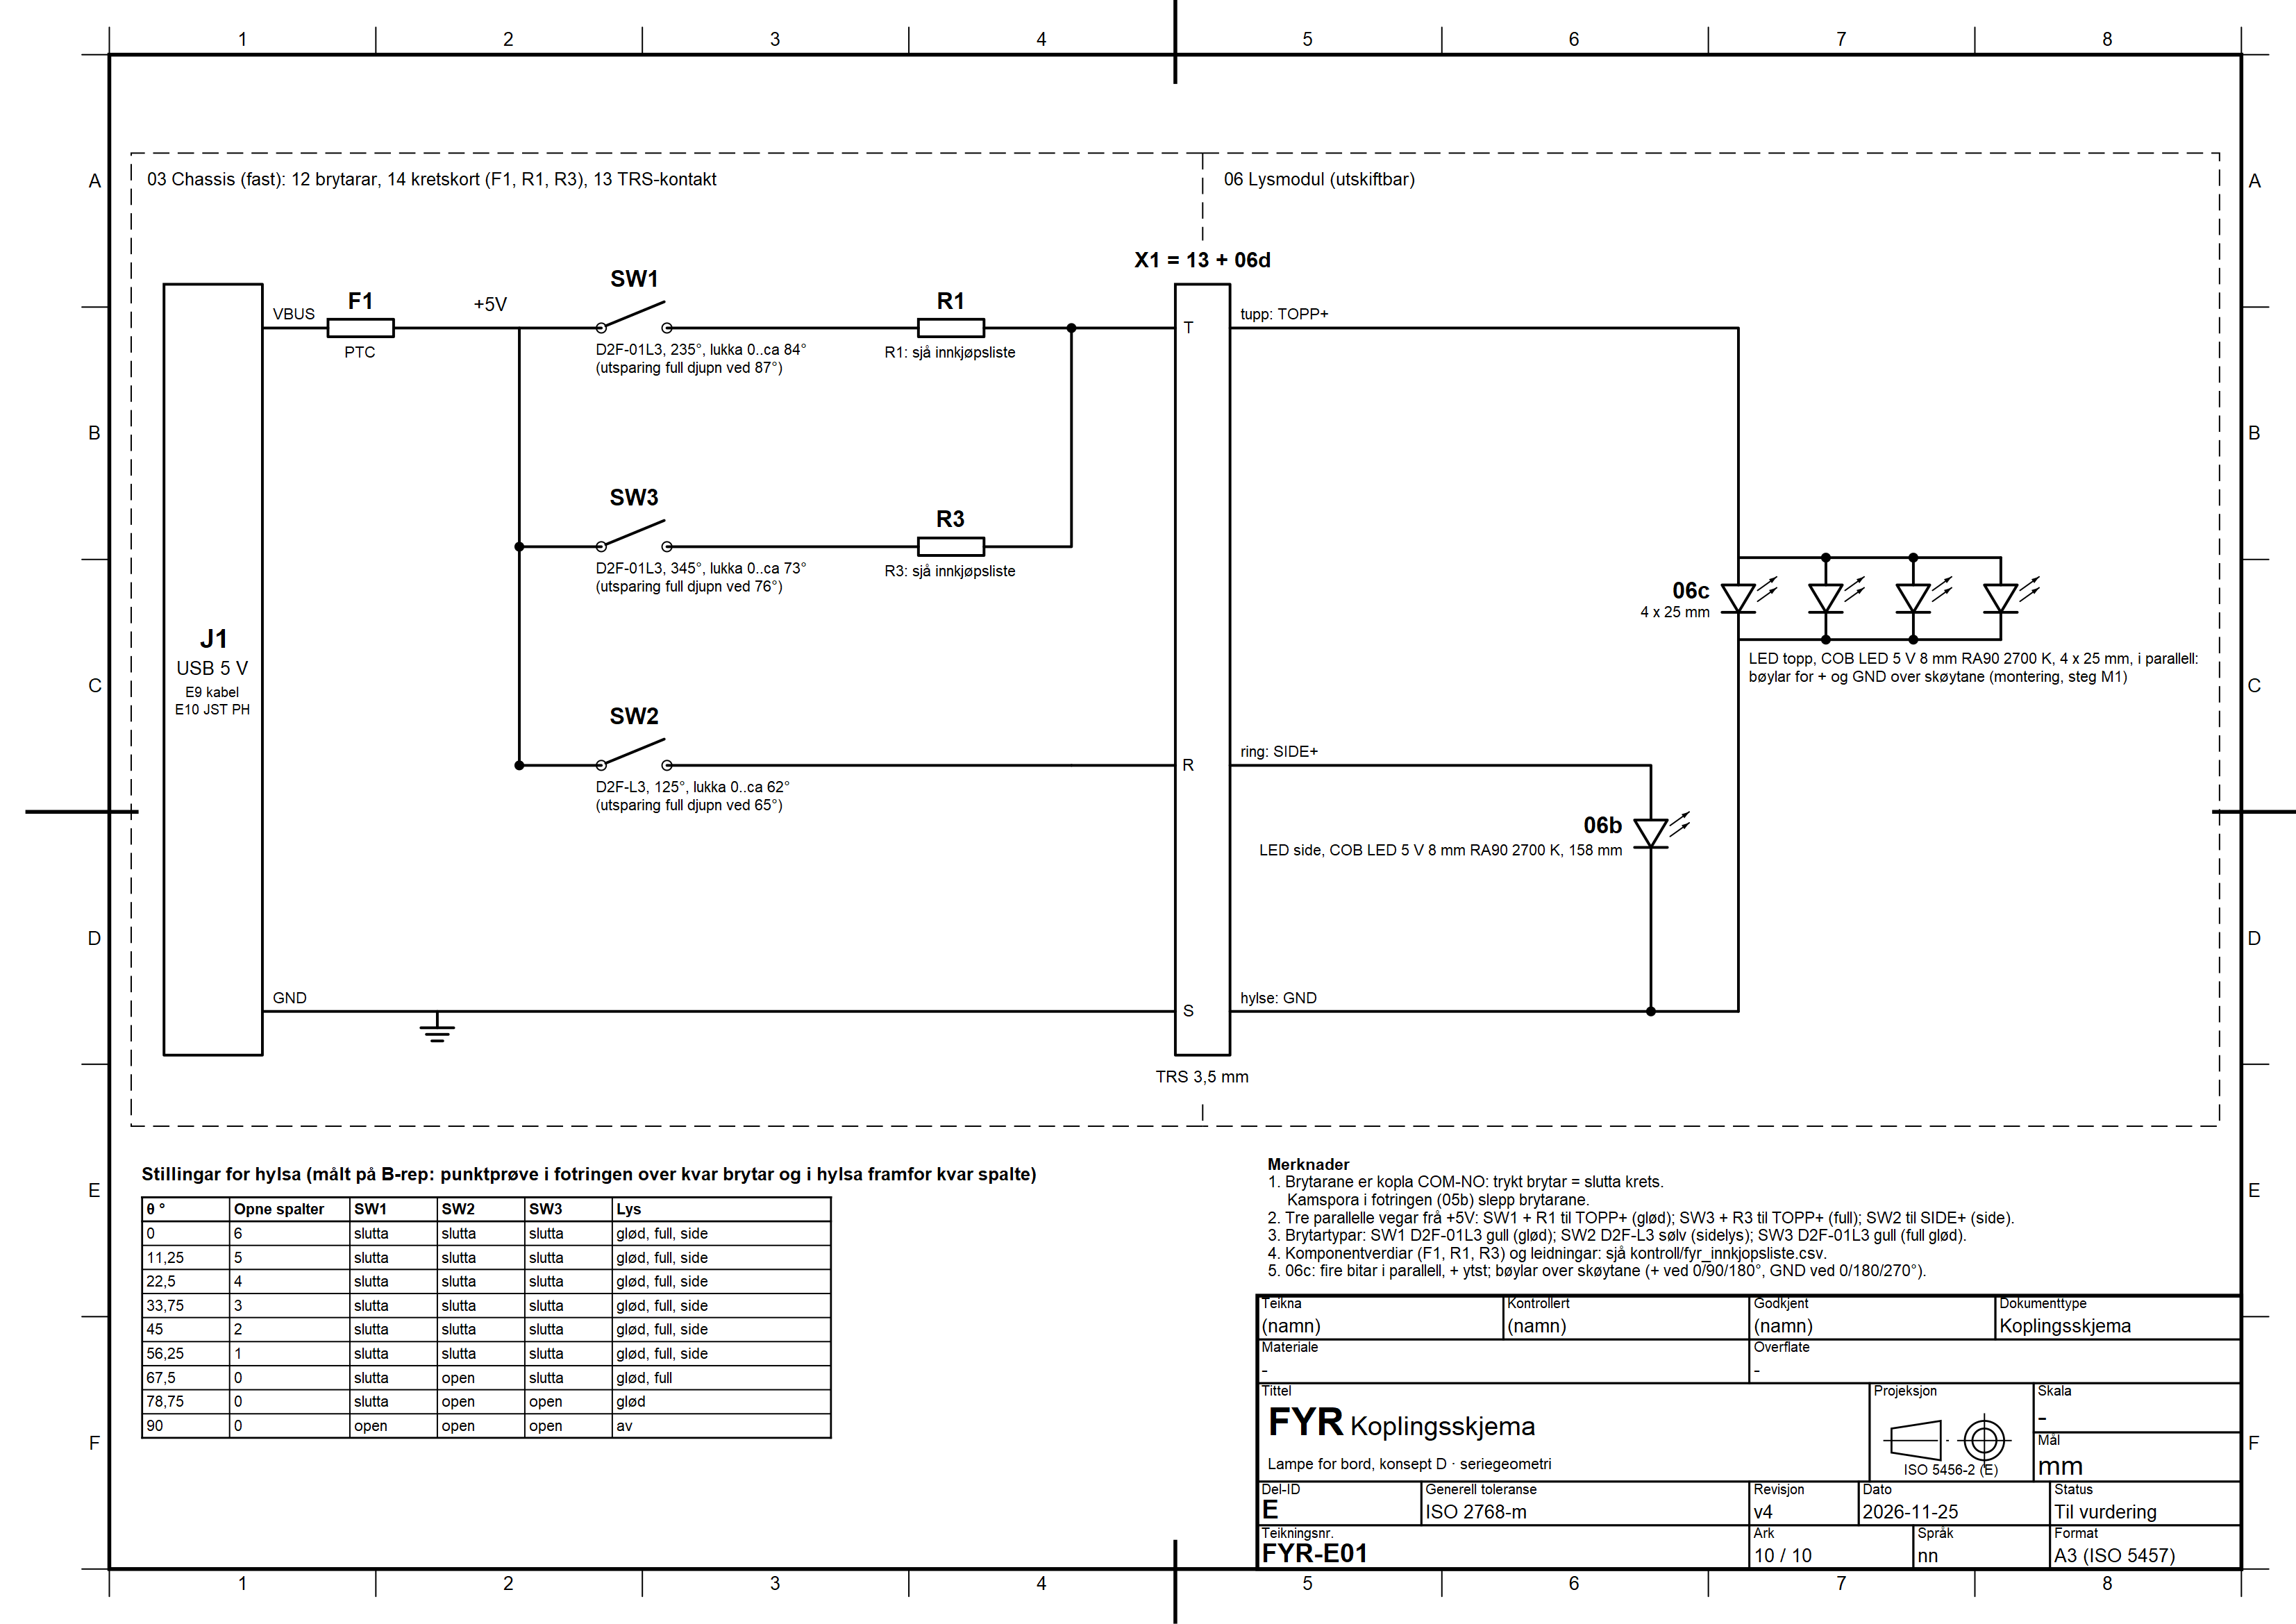 1 2 3 4 5 6 7 8
A A
B B
C C
D D
E E
F F
03 Chassis (fast): 12 brytarar, 14 kretskort (F1, R1, R3), 13 TRS-kontakt
06 Lysmodul (utskiftbar)
X1 = 13 + 06d
J1
USB 5 V
E9 kabel
E10 JST PH
VBUS
F1
PTC
+5V
SW1
D2F-01L3, 235°, lukka 0..ca 84°
(utsparing full djupn ved 87°)
R1
R1: sjå innkjøpsliste
T
tupp: TOPP+
SW3
D2F-01L3, 345°, lukka 0..ca 73°
(utsparing full djupn ved 76°)
R3
R3: sjå innkjøpsliste
06c
4 x 25 mm
LED topp, COB LED 5 V 8 mm RA90 2700 K, 4 x 25 mm, i parallell:
bøylar for + og GND over skøytane (montering, steg M1)
SW2
D2F-L3, 125°, lukka 0..ca 62°
(utsparing full djupn ved 65°)
R
ring: SIDE+
06b
LED side, COB LED 5 V 8 mm RA90 2700 K, 158 mm
GND
S
hylse: GND
TRS 3,5 mm
Stillingar for hylsa (målt på B-rep: punktprøve i fotringen over kvar brytar og i hylsa framfor kvar spalte)
θ ° Opne spalter SW1 SW2 SW3 Lys
0 6 slutta slutta slutta glød, full, side
11,25 5 slutta slutta slutta glød, full, side
22,5 4 slutta slutta slutta glød, full, side
33,75 3 slutta slutta slutta glød, full, side
45 2 slutta slutta slutta glød, full, side
56,25 1 slutta slutta slutta glød, full, side
67,5 0 slutta open slutta glød, full
78,75 0 slutta open open glød
90 0 open open open av
Merknader
1. Brytarane er kopla COM-NO: trykt brytar = slutta krets.
Kamspora i fotringen (05b) slepp brytarane.
2. Tre parallelle vegar frå +5V: SW1 + R1 til TOPP+ (glød); SW3 + R3 til TOPP+ (full); SW2 til SIDE+ (side).
3. Brytartypar: SW1 D2F-01L3 gull (glød); SW2 D2F-L3 sølv (sidelys); SW3 D2F-01L3 gull (full glød).
4. Komponentverdiar (F1, R1, R3) og leidningar: sjå kontroll/fyr_innkjopsliste.csv.
5. 06c: fire bitar i parallell, + ytst; bøylar over skøytane (+ ved 0/90/180°, GND ved 0/180/270°).
Teikna Kontrollert Godkjent Dokumenttype
(namn) (namn) (namn) Koplingsskjema
Materiale Overflate
- -
Tittel Projeksjon Skala
FYR Koplingsskjema
-
Mål
mm
Lampe for bord, konsept D · seriegeometri
ISO 5456-2 (E)
Del-ID Generell toleranse Revisjon Dato Status
E ISO 2768-m v4 2026-11-25 Til vurdering
Teikningsnr. Ark Språk Format
FYR-E01 10 / 10 nn A3 (ISO 5457)
1 2 3 4 5 6 7 8